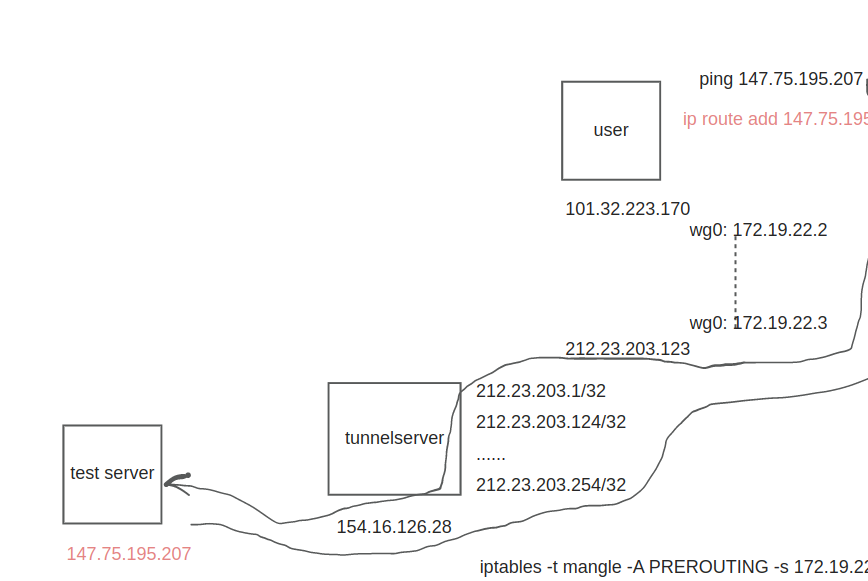 ping 147.75.195.207
ip route add 147.75.195
user
101.32.223.170
wg0: 172.19.22.2
wg0: 172.19.22.3
212.23.203.123
212.23.203.1/32
212.23.203.124/32
......
212.23.203.254/32
tunnelserver
154.16.126.28
test server
147.75.195.207
iptables -t mangle -A PREROUTING -s 172.19.22